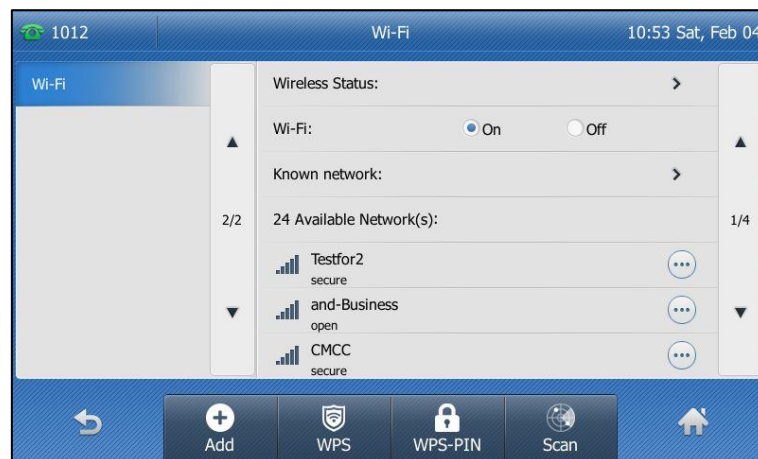 1012 Wi-Fi 10:53 Sat, Feb 04
Wi-Fi
2/2
Wireless Status:
Wi-Fi: On Off
Known network:
24 Available Network(s):
Testfor2
secure
and-Business
open
CMCC
secure
1/4
Add WPS WPS-PIN Scan